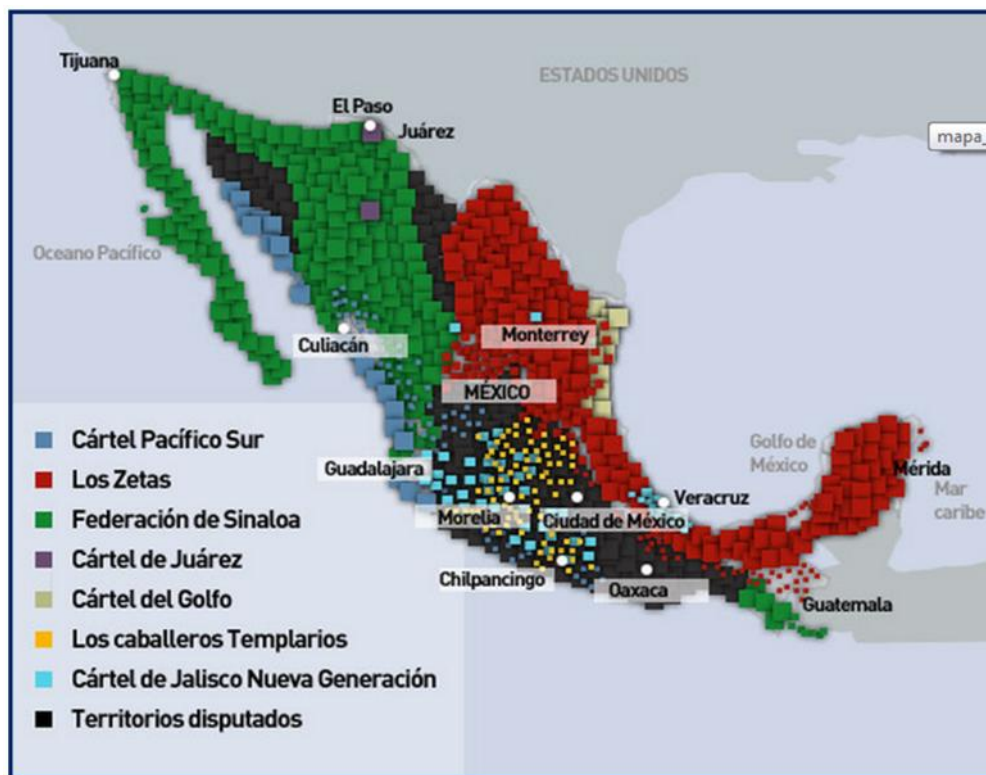 Tijuana
ESTADOS UNIDOS
El Paso
Juárez
mapa_
Oceano Pacífico
Culiacán
Monterrey
MÉXICO
Cártel Pacífico Sur
Los Zetas
Federación de Sinaloa
Cártel de Juárez
Cártel del Golfo
Los caballeros Templarios
Cártel de Jalisco Nueva Generación
Territorios disputados
Guadalajara
Golfo de
México
Mérida
Mar
caribe
Veracruz
Morelia
Ciudad de México
Chilpancingo
Oaxaca
Guatemala